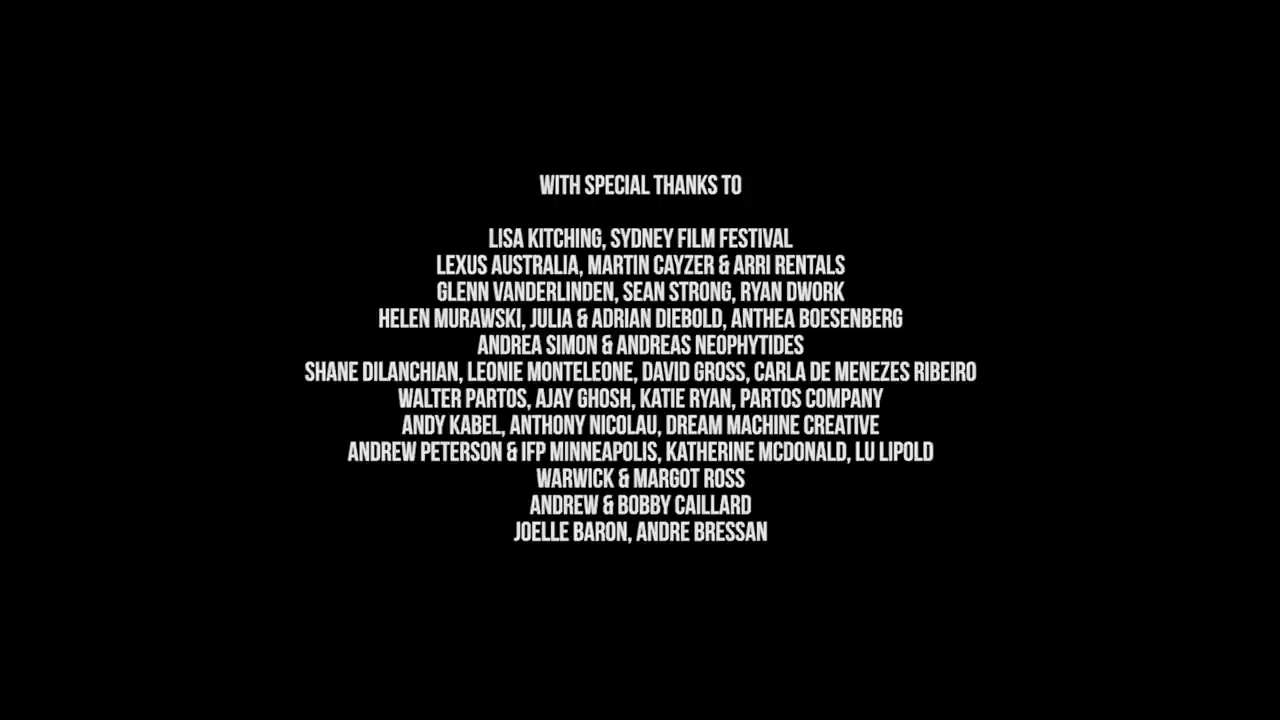 WITH SPECIAL THANKS TO
LISA KITCHING, SYDNEY FILM FESTIVAL
LEXUS AUSTRALIA, MARTIN CAYZER & ARRI RENTALS
GLENN VANDERLINDEN, SEAN STRONG, RYAN DWORK
HELEN MURAWSKI, JULIA & ADRIAN DIEBOLD, ANTHEA BOESENBERG
ANDREA SIMON & ANDREAS NEOPHYTIDES
SHANE DILANCHIAN, LEONIE MONTELEONE, DAVID GROSS, CARLA DE MENEZES RIBEIRO
WALTER PARTOS, AJAY GHOSH, KATIE RYAN, PARTOS COMPANY
ANDY KABEL, ANTHONY NICOLAU, DREAM MACHINE CREATIVE
ANDREW PETERSON & IFP MINNEAPOLIS, KATHERINE MCDONALD, LU LIPOLD
WARWICK & MARGOT ROSS
ANDREW & BOBBY CAILLARD
JOELLE BARON, ANDRE BRESSAN